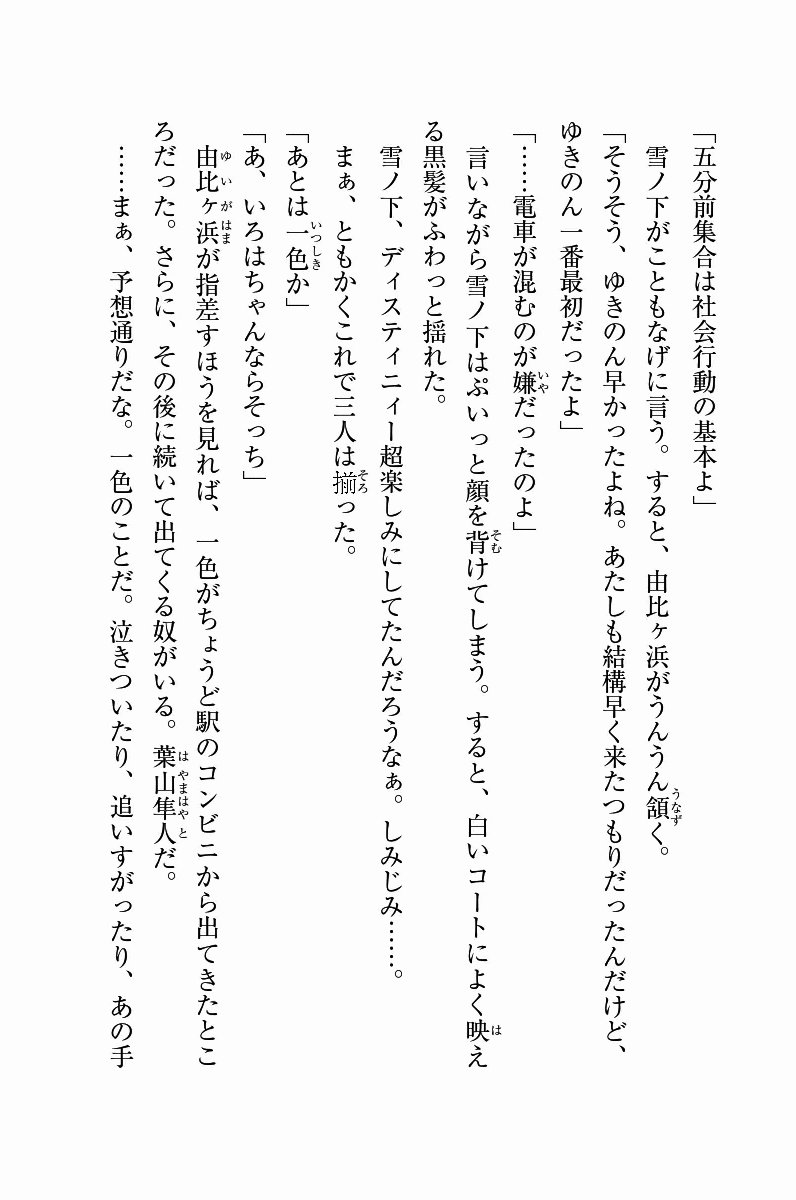 「五分前集合は社会行動の基本よ」
　雪ノ下がこともなげに言う。すると、由比ヶ浜がうんうん頷く。
「そうそう、ゆきのん早かったよね。あたしも結構早く来たつもりだったんだけど、
ゆきのん一番最初だったよ」
「……電車が混むのが嫌だったのよ」
　言いながら雪ノ下はぷいっと顔を背けてしまう。すると、白いコートによく映え
る黒髪がふわっと揺れた。
　雪ノ下、ディスティニィー超楽しみにしてたんだろうなぁ。しみじみ……。
　まぁ、ともかくこれで三人は揃った。
「あとは一色か」
「あ、いろはちゃんならそっち」
　由比ヶ浜が指差すほうを見れば、一色がちょうど駅のコンビニから出てきたとこ
ろだった。さらに、その後に続いて出てくる奴がいる。葉山隼人だ。
　……まぁ、予想通りだな。一色のことだ。泣きついたり、追いすがったり、あの手